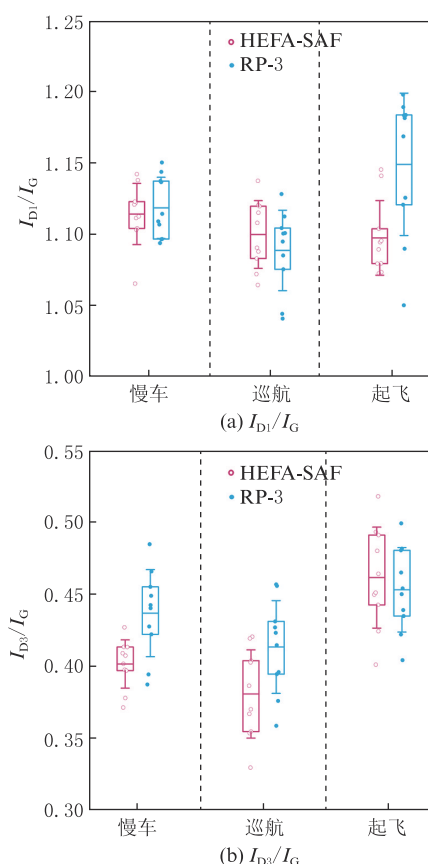 HEFA-SAF
RP-3
1.25
1.20
1.15
1.10
1.05
1.00
I_D1/I_G
慢车 巡航 起飞
(a) I_D1/I_G
HEFA-SAF
RP-3
0.55
0.50
0.45
0.40
0.35
0.30
I_D3/I_G
慢车 巡航 起飞
(b) I_D3/I_G